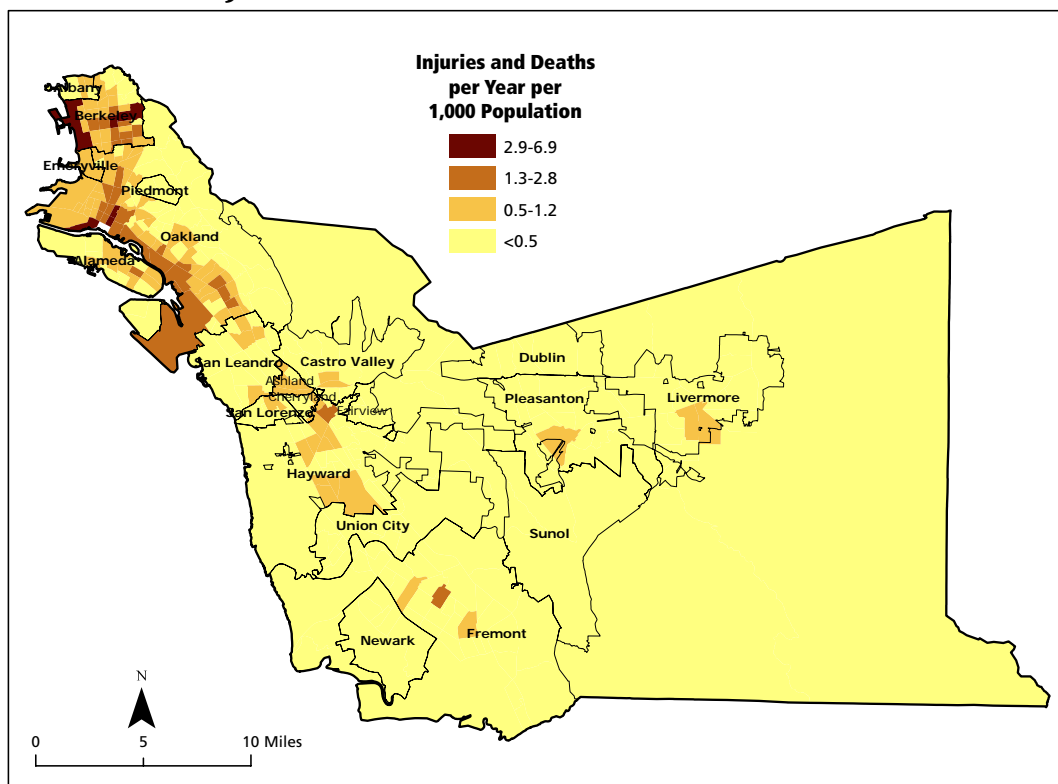 Injuries and Deaths
per Year per
1,000 Population
2.9-6.9
1.3-2.8
0.5-1.2
<0.5
Albany
Berkeley
Emeryville
Piedmont
Oakland
Alameda
San Leandro
Castro Valley
Dublin
Ashland
Cherryland
Pleasanton
Livermore
San Lorenzo
Fairview
Hayward
Union City
Sunol
Newark
Fremont
N
0
5
10 Miles